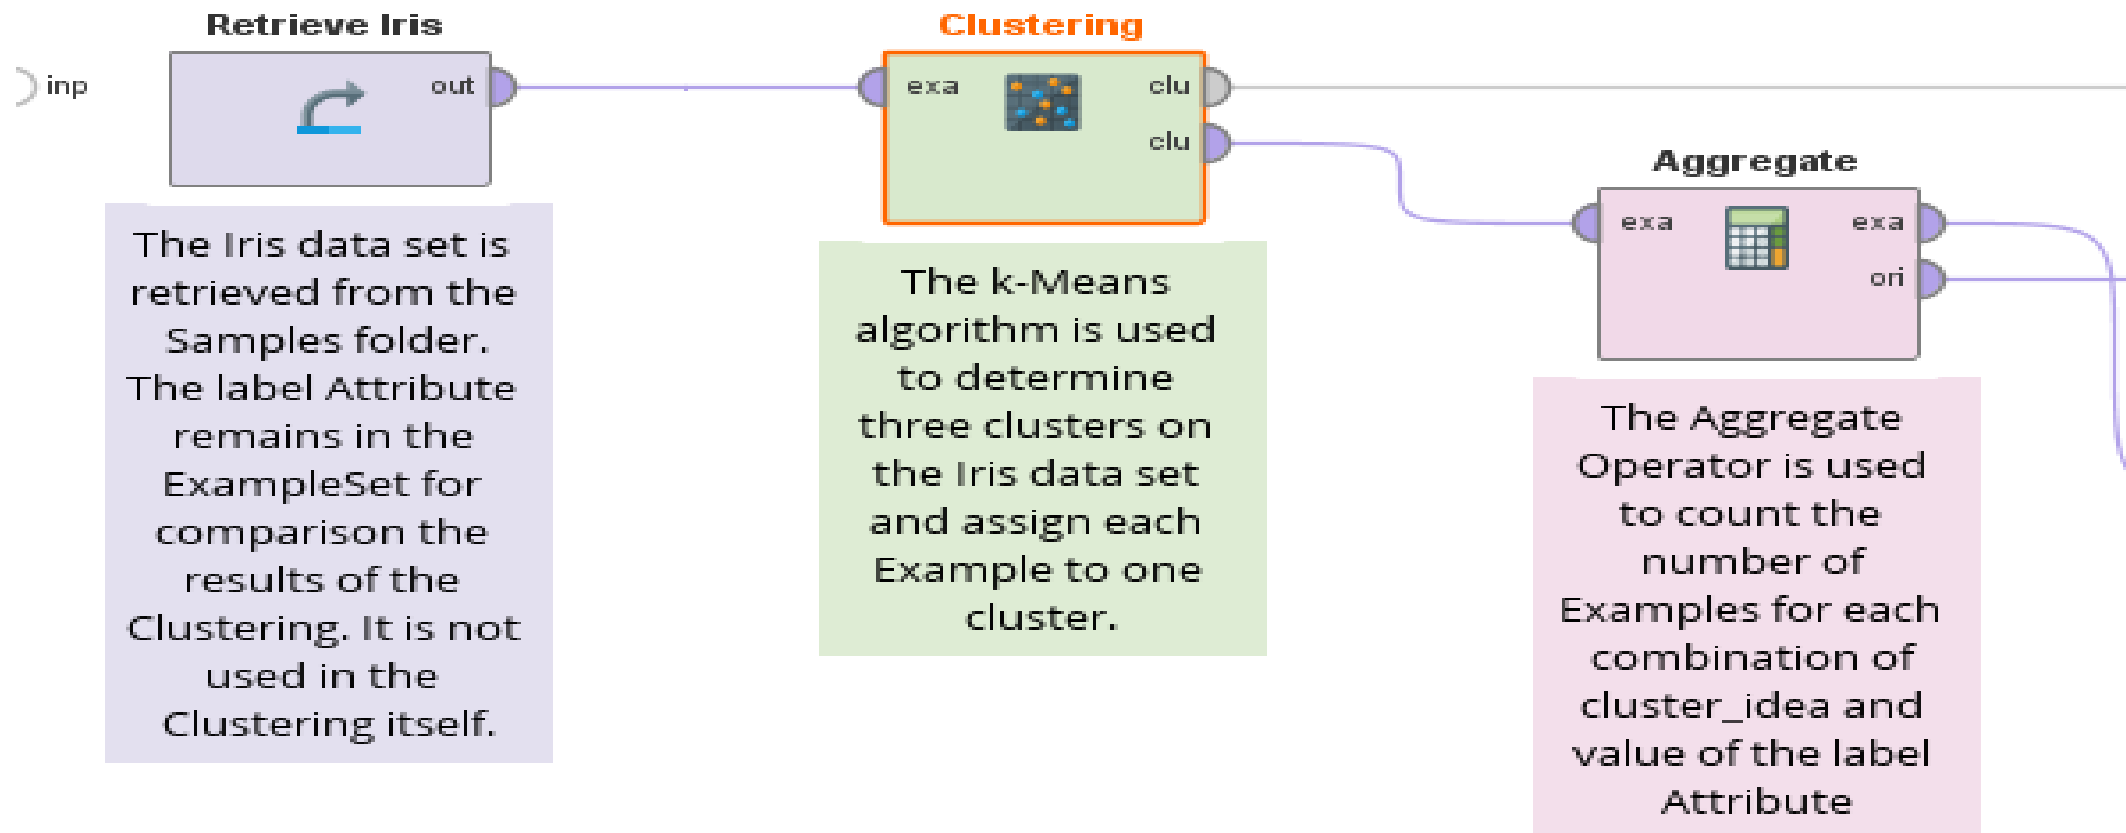 Retrieve Iris
inp
out
The Iris data set is
retrieved from the
Samples folder.
The label Attribute
remains in the
ExampleSet for
comparison the
results of the
Clustering. It is not
used in the
Clustering itself.
Clustering
exa
clu
clu
The k-Means
algorithm is used
to determine
three clusters on
the Iris data set
and assign each
Example to one
cluster.
Aggregate
exa
exa
ori
The Aggregate
Operator is used
to count the
number of
Examples for each
combination of
cluster_idea and
value of the label
Attribute